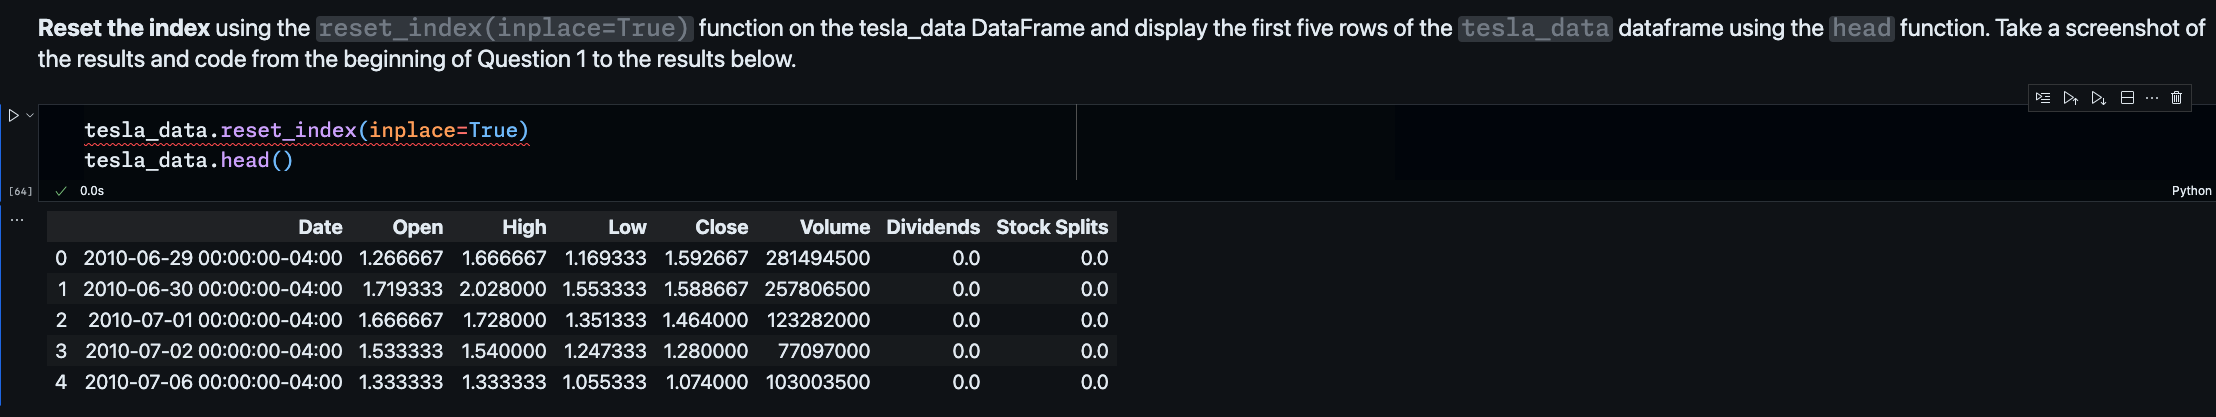 Reset the index using the reset_index(inplace=True) function on the tesla_data DataFrame and display the first five rows of the tesla_data dataframe using the head function. Take a screenshot of
the results and code from the beginning of Question 1 to the results below.
tesla_data.reset_index(inplace=True)
tesla_data.head()
[64] 0.0s Python
Date Open High Low Close Volume Dividends Stock Splits
0 2010-06-29 00:00:00-04:00 1.266667 1.666667 1.169333 1.592667 281494500 0.0 0.0
1 2010-06-30 00:00:00-04:00 1.719333 2.028000 1.553333 1.588667 257806500 0.0 0.0
2 2010-07-01 00:00:00-04:00 1.666667 1.728000 1.351333 1.464000 123282000 0.0 0.0
3 2010-07-02 00:00:00-04:00 1.533333 1.540000 1.247333 1.280000 77097000 0.0 0.0
4 2010-07-06 00:00:00-04:00 1.333333 1.333333 1.055333 1.074000 103003500 0.0 0.0